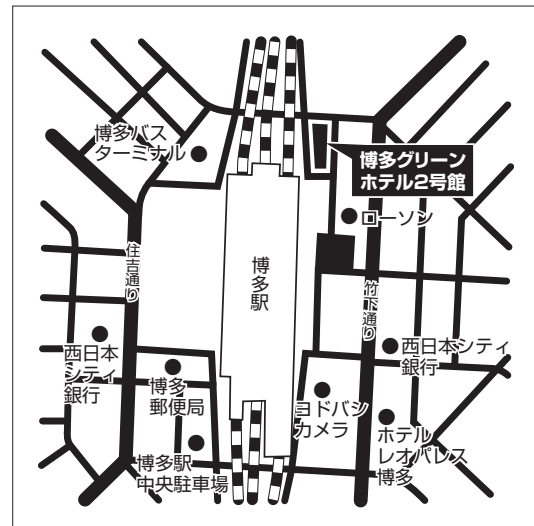 博多バス
ターミナル
博多グリーン
ホテル2号館
ローソン
住吉通り
博多駅
竹下通り
西日本
シティ
銀行
博多
郵便局
博多駅
中央駐車場
ヨドバシ
カメラ
西日本シティ
銀行
ホテル
レオパレス
博多